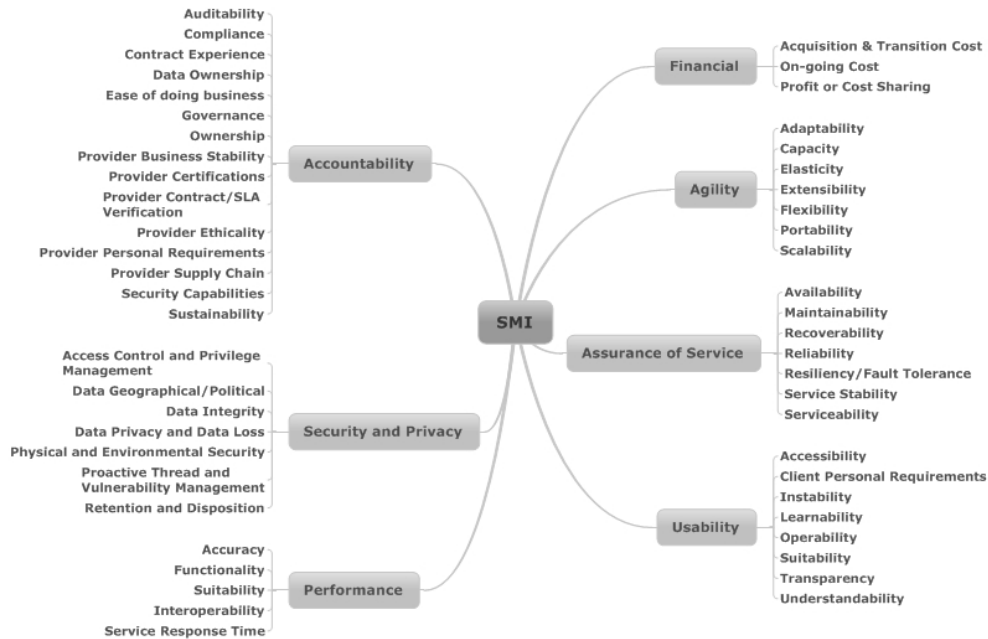 Auditability
Compliance
Contract Experience
Data Ownership
Ease of doing business
Governance
Ownership
Provider Business Stability
Provider Certifications
Provider Contract/SLA
Verification
Provider Ethicality
Provider Personal Requirements
Provider Supply Chain
Security Capabilities
Sustainability
Accountability
Access Control and Privilege
Management
Data Geographical/Political
Data Integrity
Data Privacy and Data Loss
Physical and Environmental Security
Proactive Thread and
Vulnerability Management
Retention and Disposition
Security and Privacy
Accuracy
Functionality
Suitability
Interoperability
Service Response Time
Performance
SMI
Financial
Acquisition & Transition Cost
On-going Cost
Profit or Cost Sharing
Agility
Adaptability
Capacity
Elasticity
Extensibility
Flexibility
Portability
Scalability
Assurance of Service
Availability
Maintainability
Recoverability
Reliability
Resiliency/Fault Tolerance
Service Stability
Serviceability
Usability
Accessibility
Client Personal Requirements
Instability
Learnability
Operability
Suitability
Transparency
Understandability